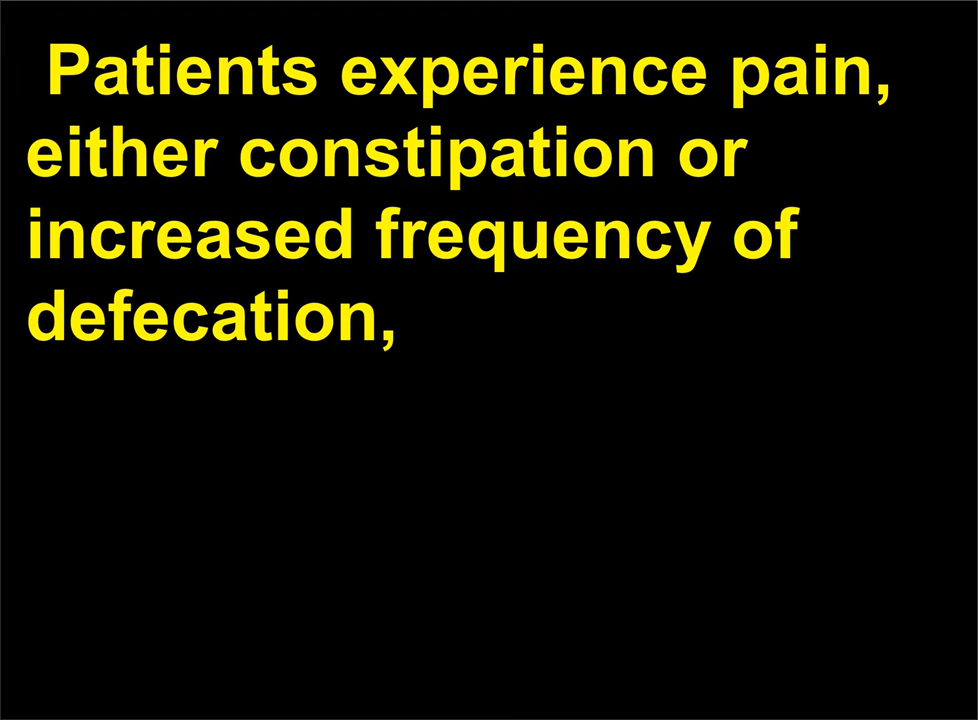 Patients experience pain,
either constipation or
increased frequency of
defecation,